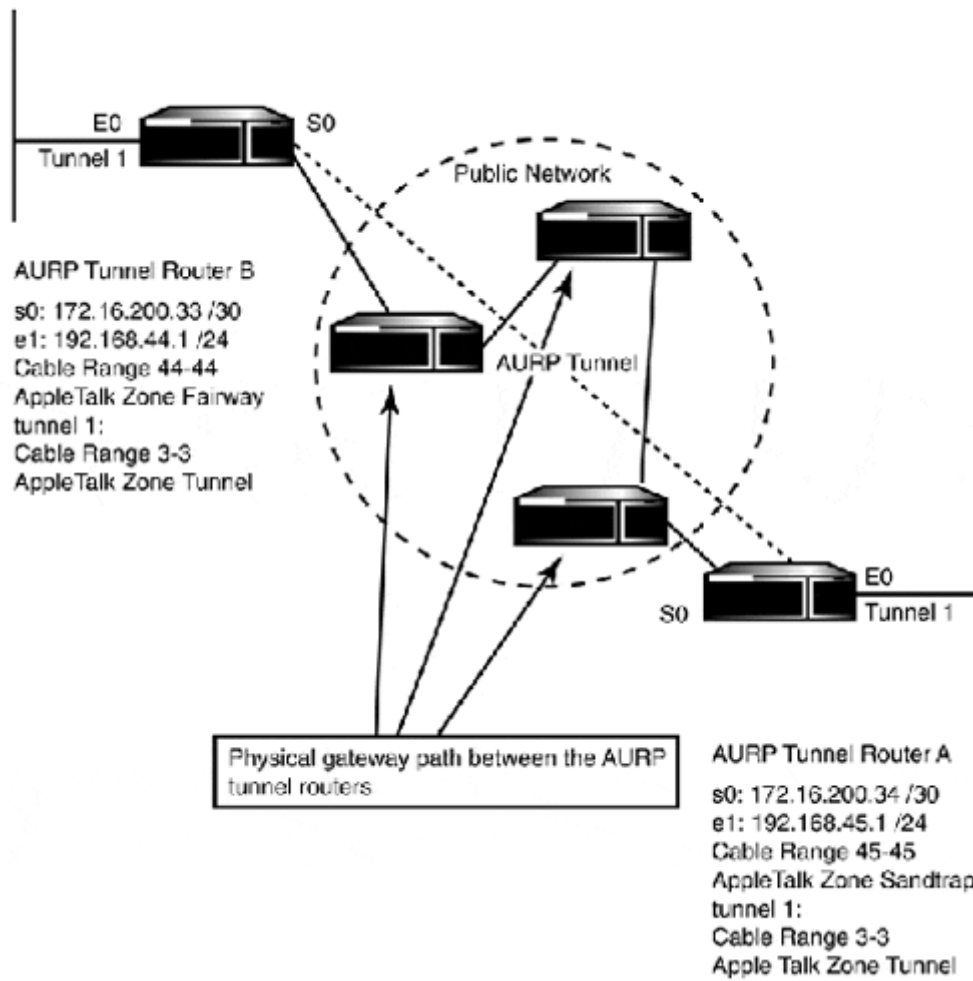 E0
S0
Tunnel 1
Public Network
AURP Tunnel Router B
s0: 172.16.200.33 /30
e1: 192.168.44.1 /24
Cable Range 44-44
AppleTalk Zone Fairway
tunnel 1:
Cable Range 3-3
AppleTalk Zone Tunnel
AURP Tunnel
E0
S0
Tunnel 1
Physical gateway path between the AURP
tunnel routers
AURP Tunnel Router A
s0: 172.16.200.34 /30
e1: 192.168.45.1 /24
Cable Range 45-45
AppleTalk Zone Sandtrap
tunnel 1:
Cable Range 3-3
Apple Talk Zone Tunnel